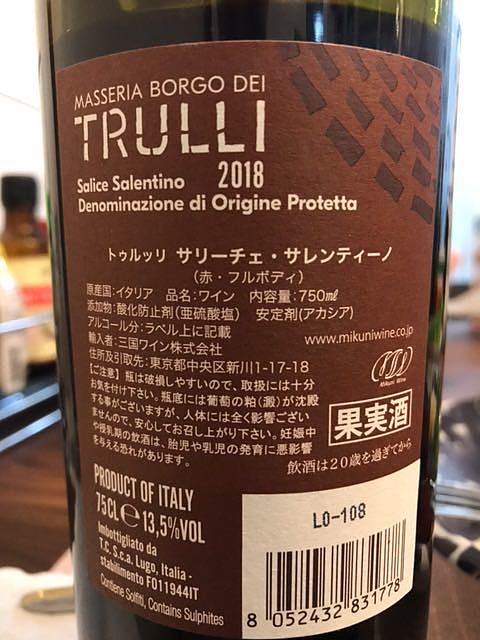 MASSERIA BORGO DEI
TRULLI
Salice Salentino 2018
Denominazione di Origine Protetta
トゥルッリ サリーチェ・サレンティーノ
（赤・フルボディ）
原産国：イタリア 品名：ワイン 内容量：750㎖
添加物：酸化防止剤（亜硫酸塩） 安定剤(アカシア)
アルコール分：ラベル上に記載
www.mikuniwine.co.jp
輸入者：三国ワイン株式会社
住所及引取先：東京都中央区新川1-17-18
Mikuni Wine
【ご注意】瓶は破損しやすいので、取扱には十分
お気を付け下さい。瓶底には葡萄の粕(澱)が沈殿
する事がございますが、人体には全く影響ござい
ませんので、安心してお召し上がり下さい。妊娠中
や授乳期の飲酒は、胎児や乳児の発育に悪影響
を与える恐れがあります。
果実酒
飲酒は20歳を過ぎてから
PRODUCT OF ITALY
75CL ℮ 13,5%VOL
Imbottigliato da
T.C. S.c.a. Lugo, Italia -
stabilimento FO11944IT
Contiene Solfiti, Contains Sulphites
LO-108
8 052432 831778